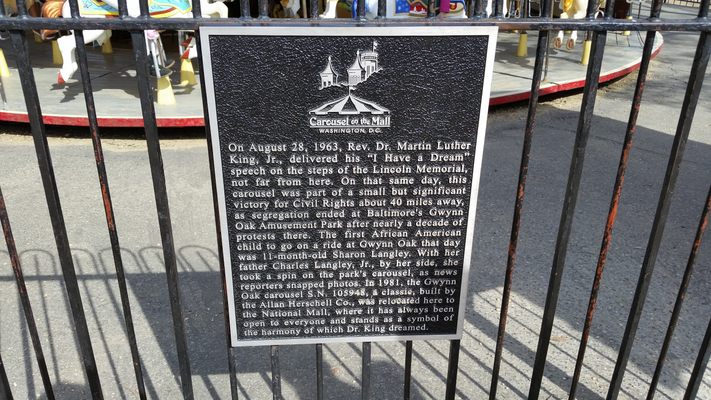 Carousel on the Mall
WASHINGTON, D.C.
On August 28, 1963, Rev. Dr. Martin Luther
King, Jr., delivered his "I Have a Dream"
speech on the steps of the Lincoln Memorial,
not far from here. On that same day, this
carousel was part of a small but significant
victory for Civil Rights about 40 miles away,
as segregation ended at Baltimore's Gwynn
Oak Amusement Park after nearly a decade of
protests there. The first African American
child to go on a ride at Gwynn Oak that day
was 11-month-old Sharon Langley. With her
father Charles Langley, Jr., by her side, she
took a spin on the park's carousel, as news
reporters snapped photos. In 1981, the Gwynn
Oak carousel S.N. 105948, a classic, built by
the Allan Herschell Co., was relocated here to
the National Mall, where it has always been
open to everyone and stands as a symbol of
the harmony of which Dr. King dreamed.